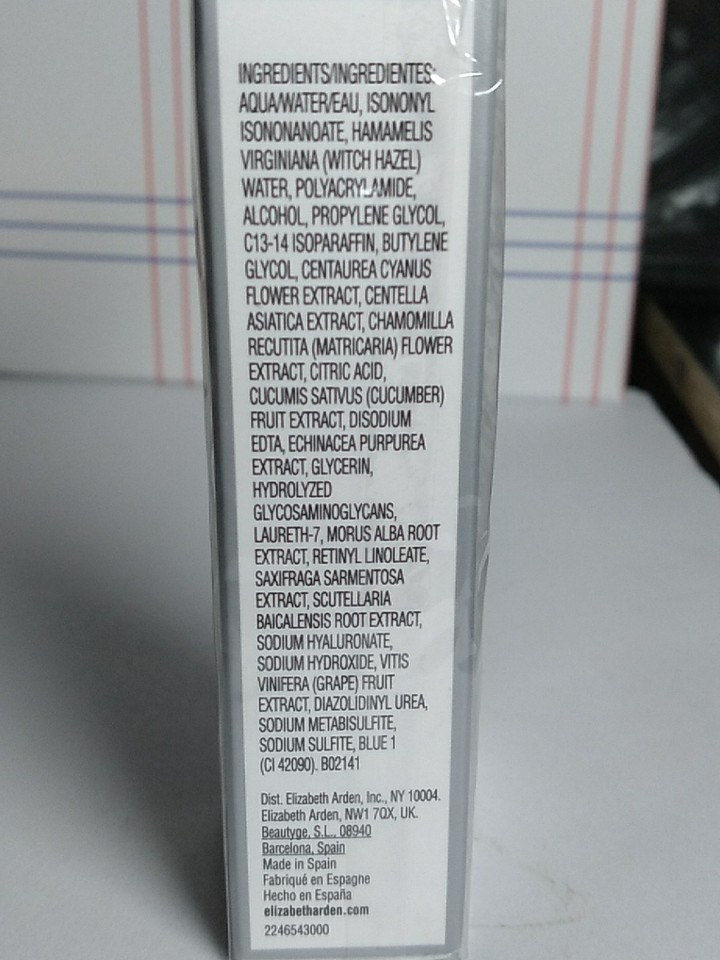 INGREDIENTS/INGREDIENTES:
AQUA/WATER/EAU, ISONONYL
ISONONANOATE, HAMAMELIS
VIRGINIANA (WITCH HAZEL)
WATER, POLYACRYLAMIDE,
ALCOHOL, PROPYLENE GLYCOL,
C13-14 ISOPARAFFIN, BUTYLENE
GLYCOL, CENTAUREA CYANUS
FLOWER EXTRACT, CENTELLA
ASIATICA EXTRACT, CHAMOMILLA
RECUTITA (MATRICARIA) FLOWER
EXTRACT, CITRIC ACID,
CUCUMIS SATIVUS (CUCUMBER)
FRUIT EXTRACT, DISODIUM
EDTA, ECHINACEA PURPUREA
EXTRACT, GLYCERIN,
HYDROLYZED
GLYCOSAMINOGLYCANS,
LAURETH-7, MORUS ALBA ROOT
EXTRACT, RETINYL LINOLEATE,
SAXIFRAGA SARMENTOSA
EXTRACT, SCUTELLARIA
BAICALENSIS ROOT EXTRACT,
SODIUM HYALURONATE,
SODIUM HYDROXIDE, VITIS
VINIFERA (GRAPE) FRUIT
EXTRACT, DIAZOLIDINYL UREA,
SODIUM METABISULFITE,
SODIUM SULFITE, BLUE 1
(CI 42090). B02141
Dist. Elizabeth Arden, Inc., NY 10004.
Elizabeth Arden, NW1 7QX, UK.
Beautyge, S.L., 08940
Barcelona, Spain
Made in Spain
Fabriqué en Espagne
Hecho en España
elizabetharden.com
2246543000